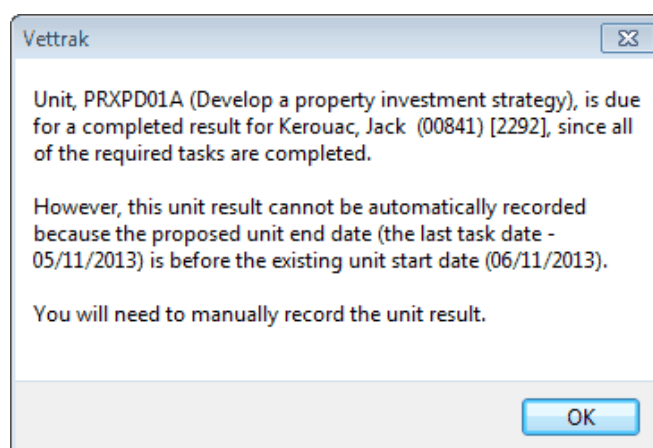 Vettrak
Unit, PRXPD01A (Develop a property investment strategy), is due
for a completed result for Kerouac, Jack  (00841) [2292], since all
of the required tasks are completed.
However, this unit result cannot be automatically recorded
because the proposed unit end date (the last task date -
05/11/2013) is before the existing unit start date (06/11/2013).
You will need to manually record the unit result.
OK